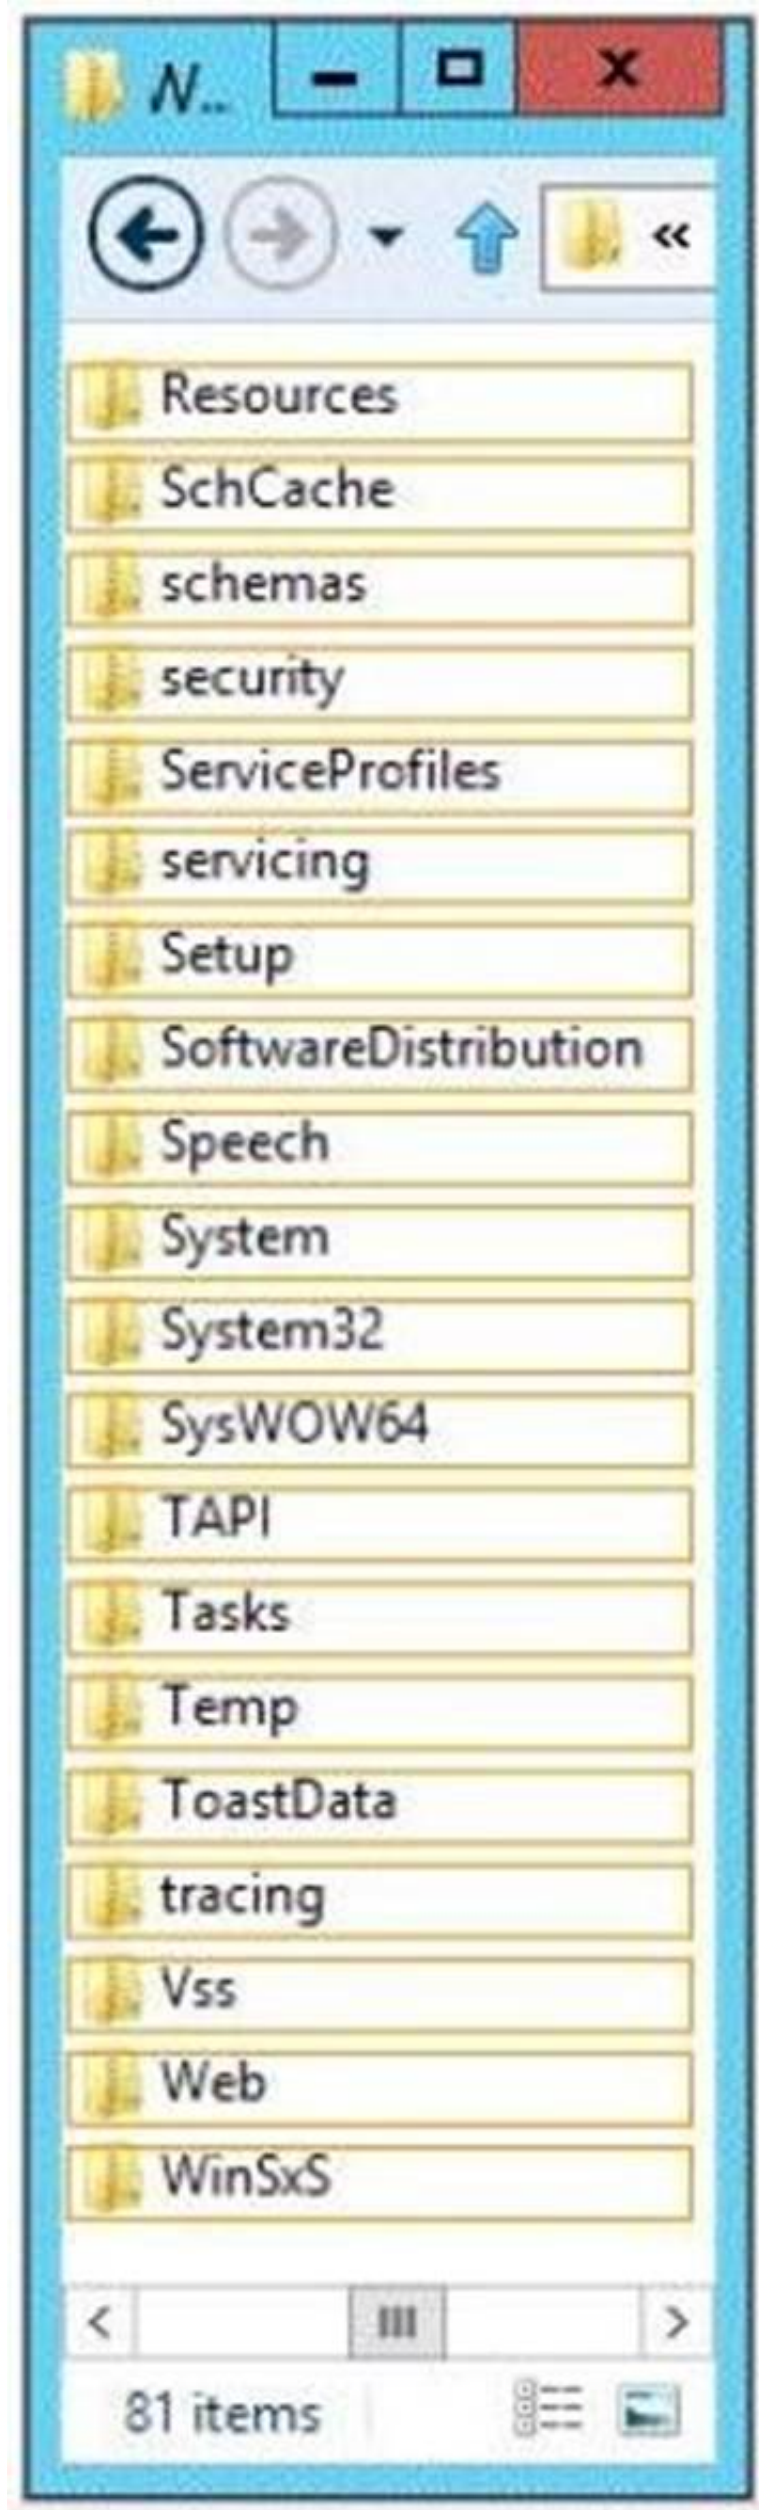 N...
«
Resources
SchCache
schemas
security
ServiceProfiles
servicing
Setup
SoftwareDistribution
Speech
System
System32
SysWOW64
TAPI
Tasks
Temp
ToastData
tracing
Vss
Web
WinSxS
81 items